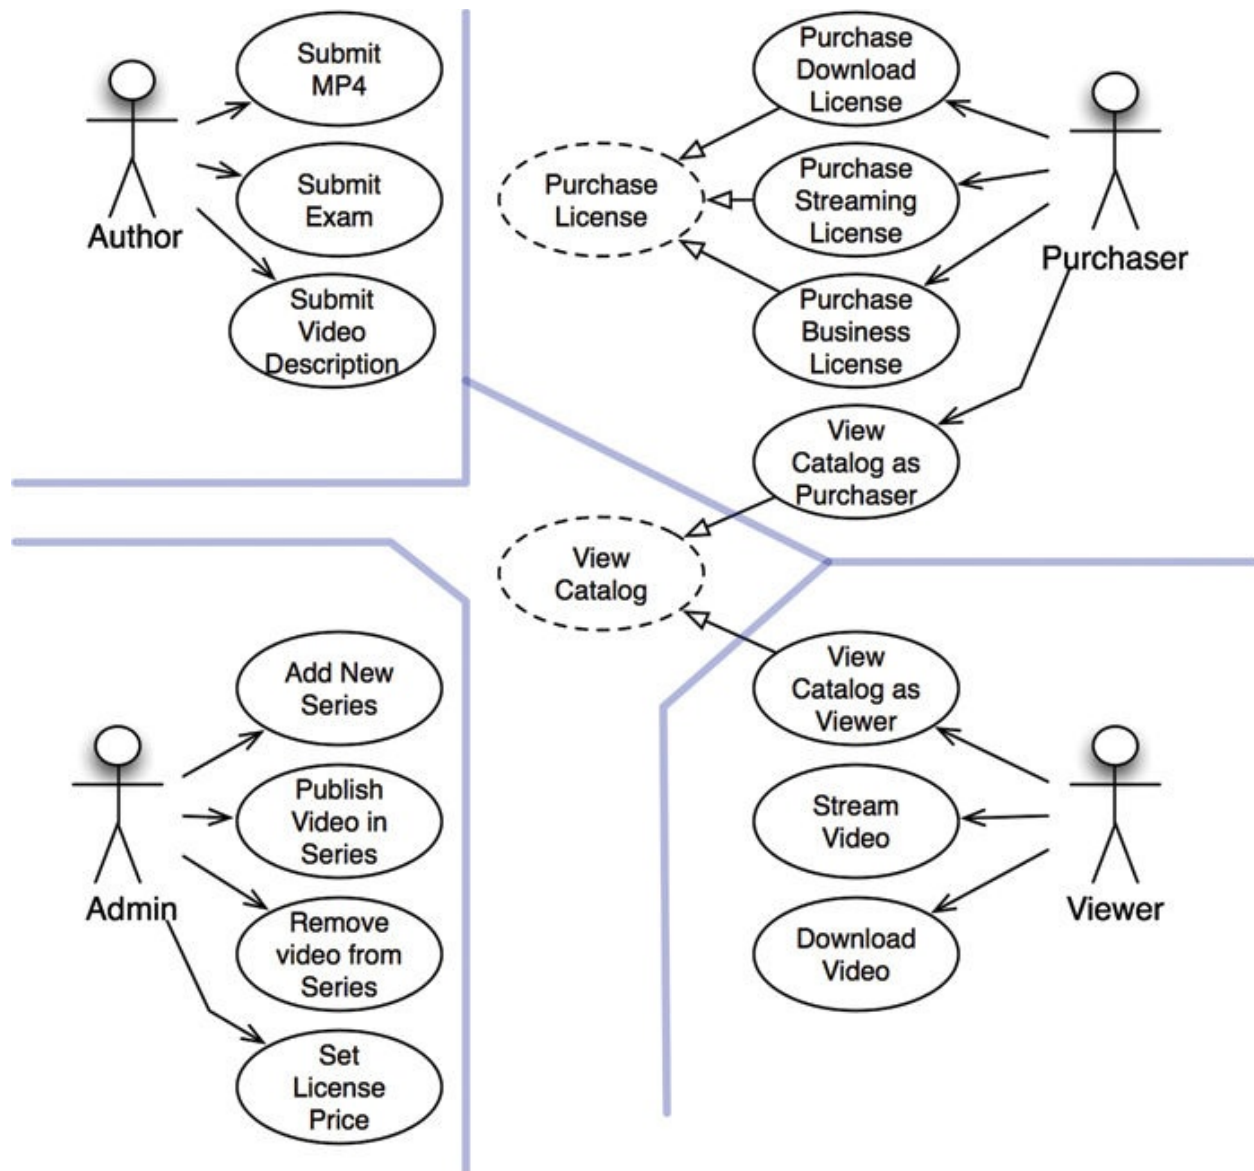 Submit
MP4
Submit
Exam
Submit
Video
Description
Author
Purchase
Download
License
Purchase
Streaming
License
Purchase
Business
License
Purchase
License
Purchaser
View
Catalog as
Purchaser
View
Catalog
Add New
Series
Publish
Video in
Series
Remove
video from
Series
Set
License
Price
Admin
View
Catalog as
Viewer
Stream
Video
Download
Video
Viewer